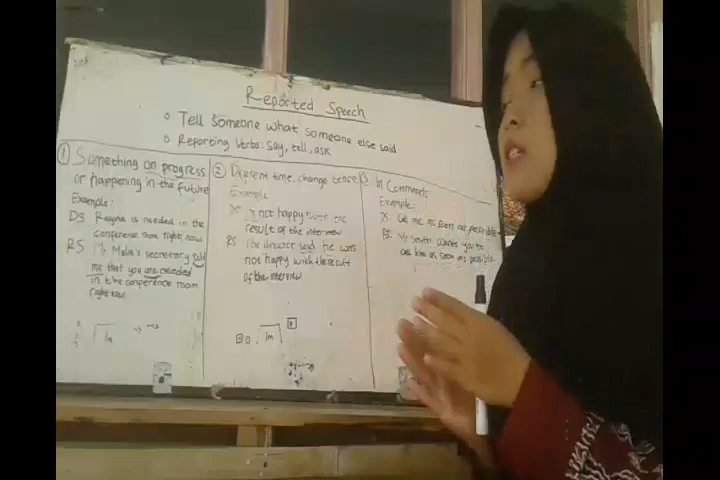 Reported Speech
o Tell someone what someone else said
o Reporting Verbs: say, tell, ask
1 Something on progress
or happening in the future
Example:
DS Regina is needed in the
conperence room right now
RS Mr. Malik's secretary told
me that you are needed
in the conperence room
right now
2 Different time, change tense
Example
DS not happy the
result of the interview
RS The director said he was
not happy with the result
of the interview
3 In Commands
Example:
DS Call me as soon as possible
RS Mr Smith wants you to
call him as soon as possible